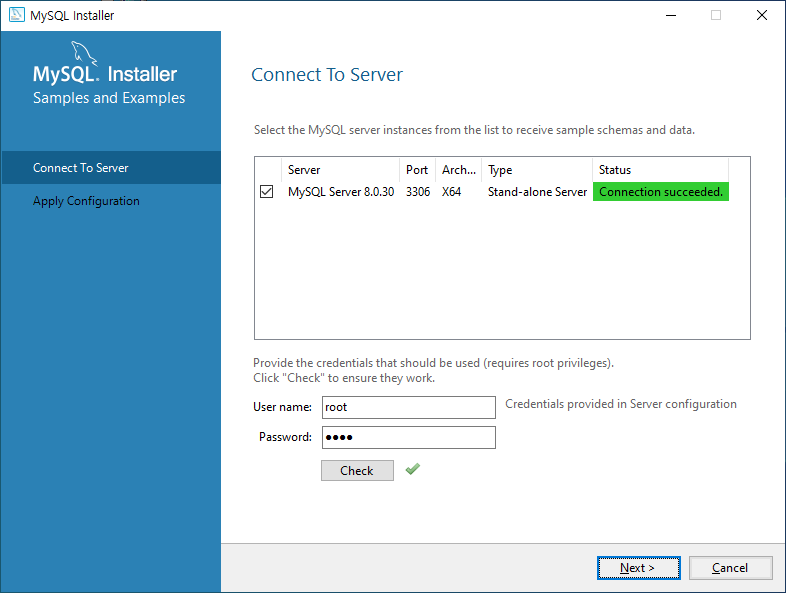 MySQL Installer
MySQL. Installer
Samples and Examples
Connect To Server
Apply Configuration
Connect To Server
Select the MySQL server instances from the list to receive sample schemas and data.
Server Port Arch... Type Status
MySQL Server 8.0.30 3306 X64 Stand-alone Server Connection succeeded.
Provide the credentials that should be used (requires root privileges).
Click "Check" to ensure they work.
User name: root Credentials provided in Server configuration
Password: ●●●●
Check
Next > Cancel